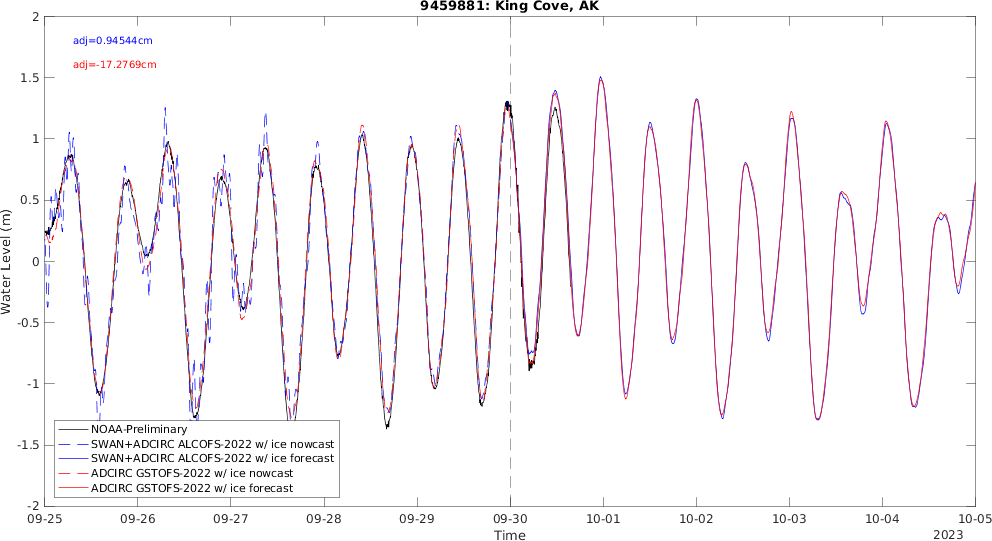 9459881: King Cove, AK
adj=0.94544cm
adj=-17.2769cm
Water Level (m)
2
1.5
1
0.5
0
-0.5
-1
-1.5
-2
NOAA-Preliminary
SWAN+ADCIRC ALCOFS-2022 w/ ice nowcast
SWAN+ADCIRC ALCOFS-2022 w/ ice forecast
ADCIRC GSTOFS-2022 w/ ice nowcast
ADCIRC GSTOFS-2022 w/ ice forecast
09-25 09-26 09-27 09-28 09-29 09-30 10-01 10-02 10-03 10-04 10-05
Time
2023